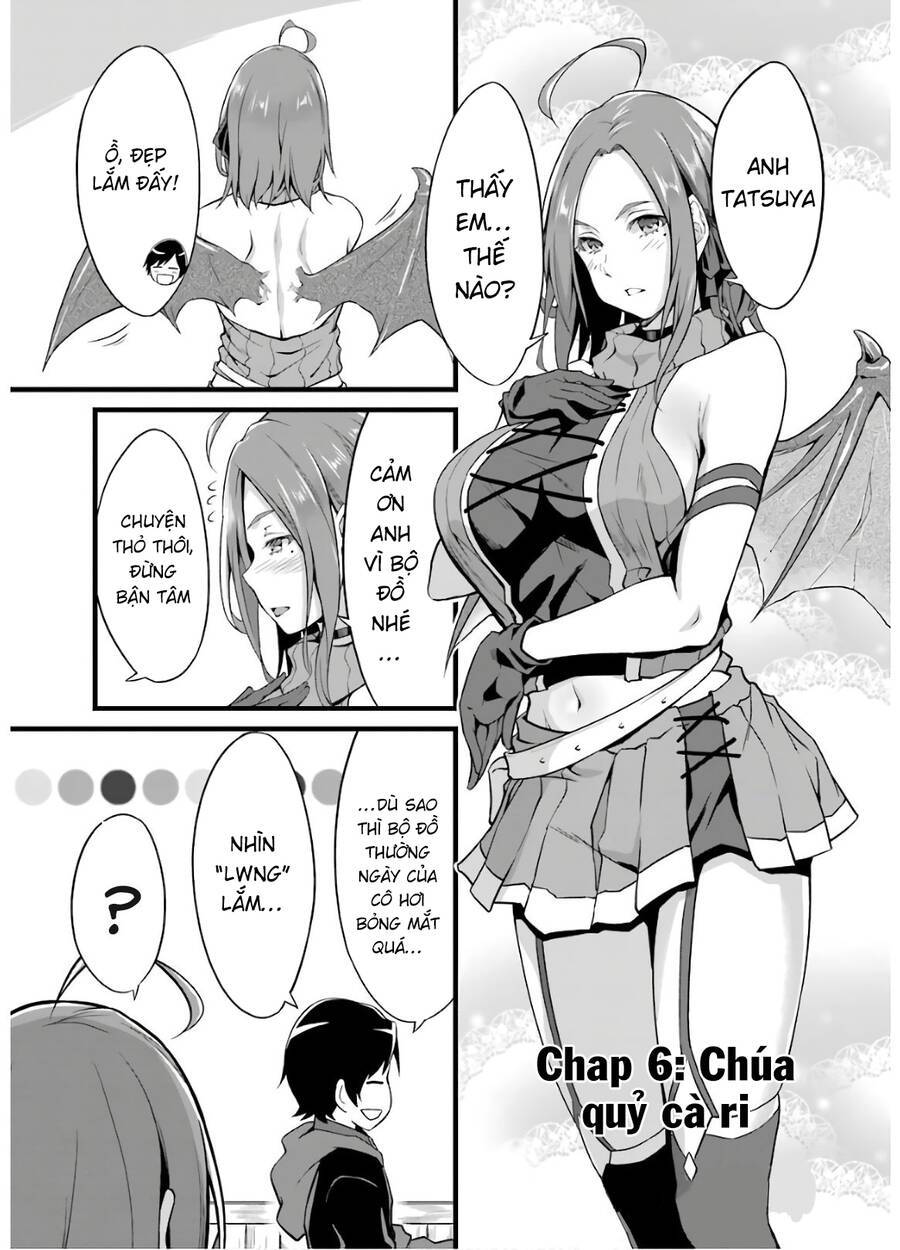 ANH
TATSUYA
THẤY
EM...
THẾ
NÀO?
Ồ, ĐẸP
LẮM ĐẤY!
CẢM
ƠN
ANH
VÌ BỘ
ĐỒ
NHÉ
...
CHUYỆN
THỎ THÔI,
ĐỪNG
BẬN TÂM
...DÙ SAO
THÌ BỘ ĐỒ
THƯỜNG
NGÀY CỦA
CÔ HƠI
BỎNG MẮT
QUÁ...
NHÌN
“LWNG”
LẮM...
?
Chap 6: Chúa
quỷ cà ri